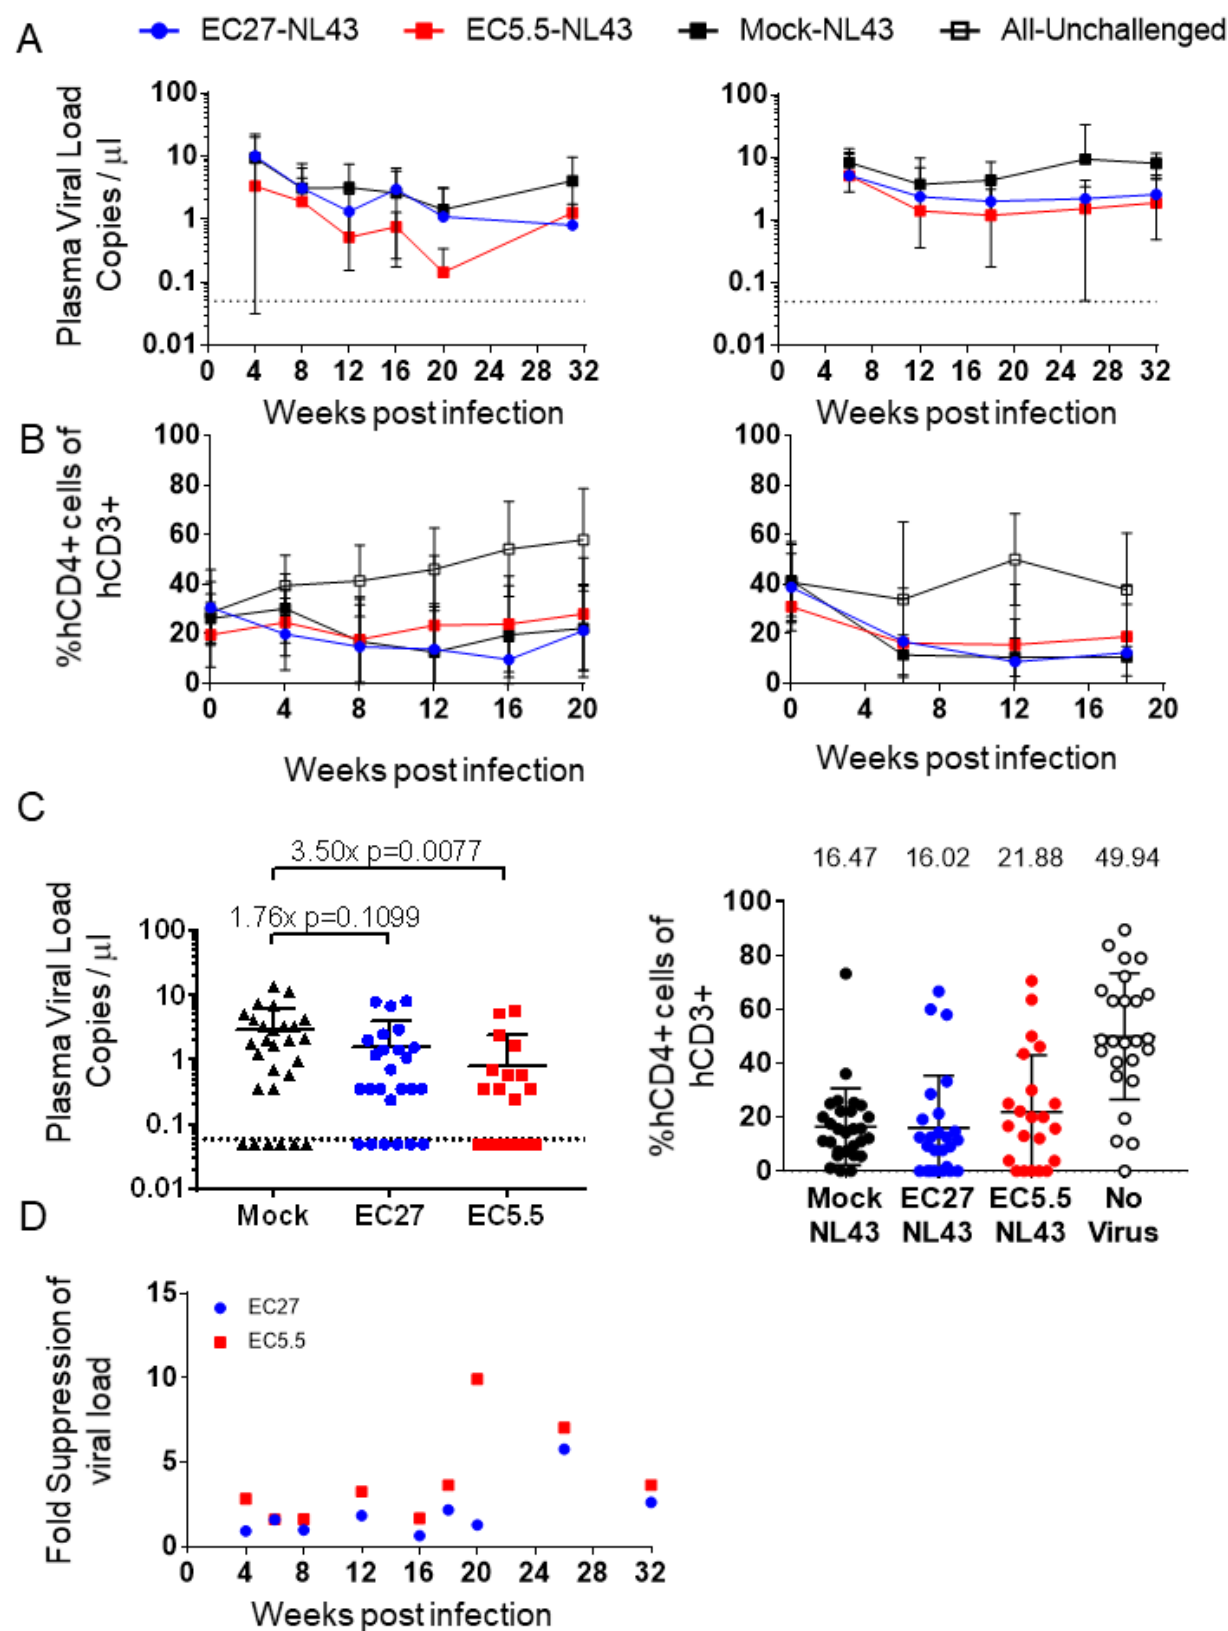 A
EC27-NL43 EC5.5-NL43 Mock-NL43 All-Unchallenged
Plasma Viral Load
Copies / µl
100
10
1
0.1
0.01
0 4 8 12 16 20 24 28 32
Weeks post infection
100
10
1
0.1
0.01
0 4 8 12 16 20 24 28 32
Weeks post infection
B
%hCD4+ cells of
hCD3+
100
80
60
40
20
0
0 4 8 12 16 20
Weeks post infection
100
80
60
40
20
0
0 4 8 12 16 20
Weeks post infection
C
3.50x p=0.0077
1.76x p=0.1099
Plasma Viral Load
Copies / µl
100
10
1
0.1
0.01
Mock EC27 EC5.5
16.47 16.02 21.88 49.94
%hCD4+ cells of
hCD3+
100
80
60
40
20
0
Mock EC27 EC5.5 No
NL43 NL43 NL43 Virus
D
Fold Suppression of
viral load
15
10
5
0
EC27
EC5.5
0 4 8 12 16 20 24 28 32
Weeks post infection